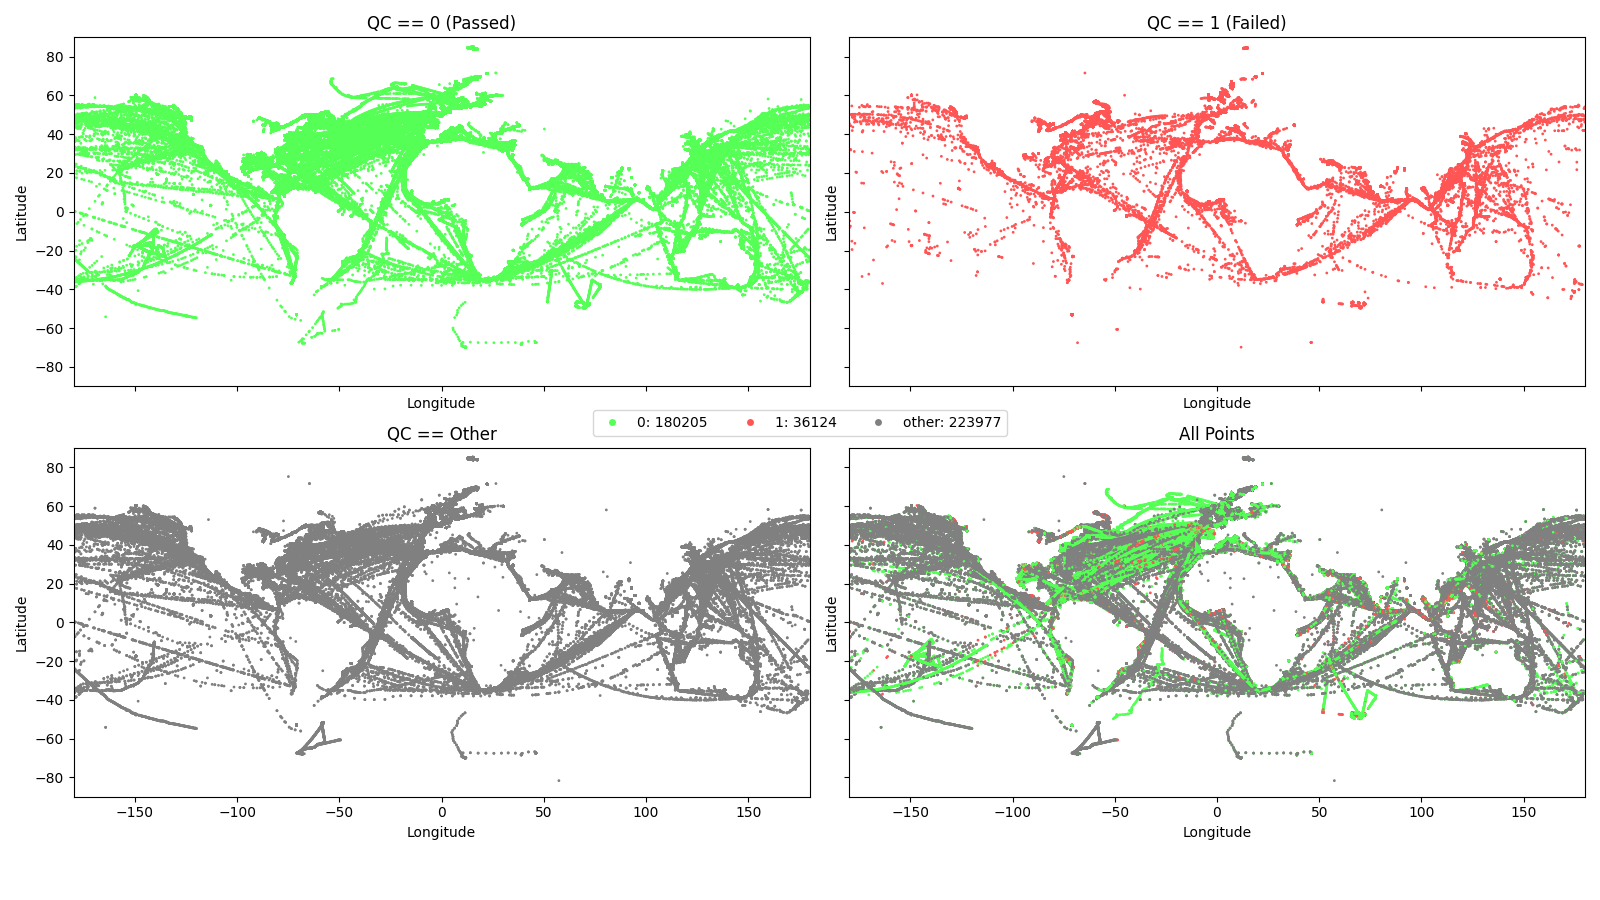 QC == 0 (Passed)
QC == 1 (Failed)
80
60
40
20
0
−20
−40
−60
−80
Latitude
Latitude
Longitude
Longitude
0: 180205
1: 36124
other: 223977
QC == Other
All Points
80
60
40
20
0
−20
−40
−60
−80
Latitude
Latitude
−150
−100
−50
0
50
100
150
−150
−100
−50
0
50
100
150
Longitude
Longitude